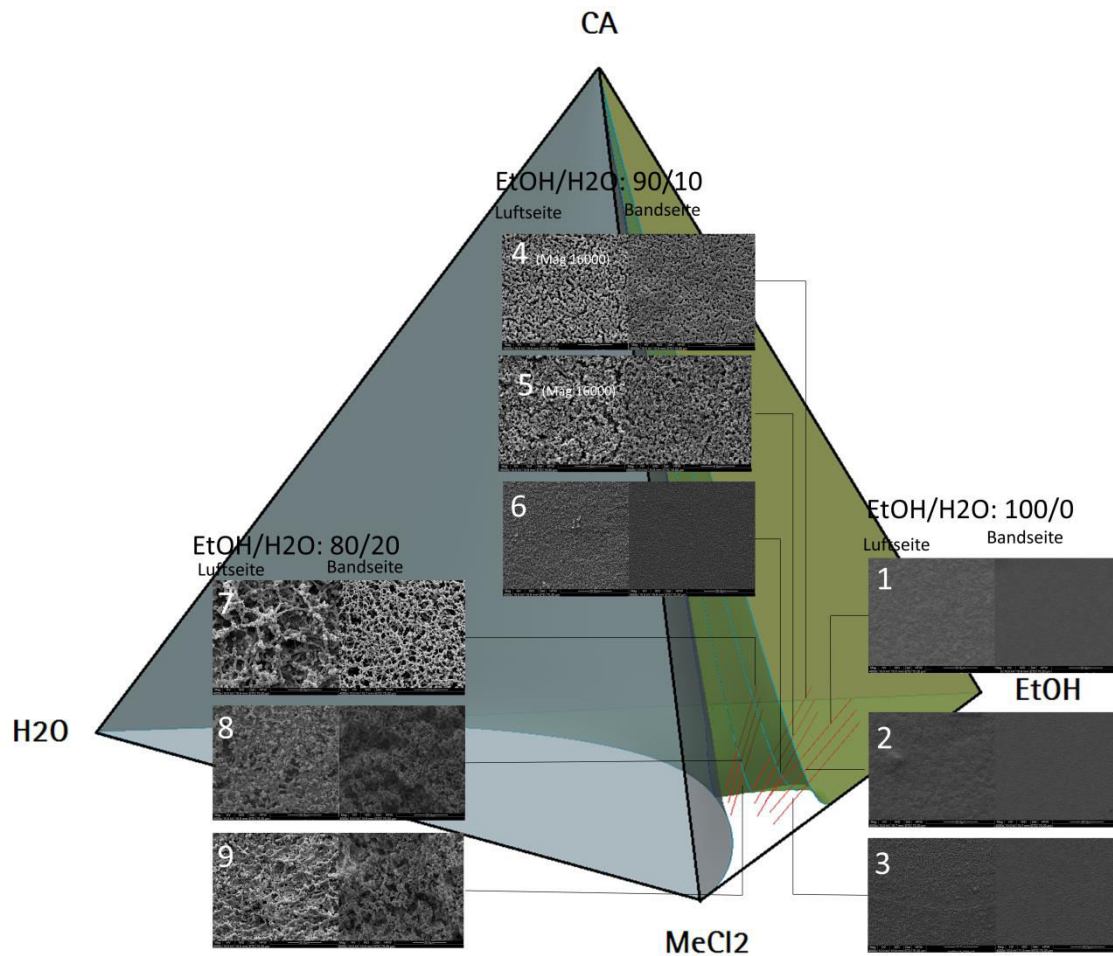 CA
EtOH/H2O: 90/10
Luftseite Bandseite
4 (Mag 16000)
5 (Mag 16000)
6
EtOH/H2O: 100/0
Luftseite Bandseite
EtOH/H2O: 80/20
Luftseite Bandseite
1
7
EtOH
H2O
8
2
9
3
MeCl2